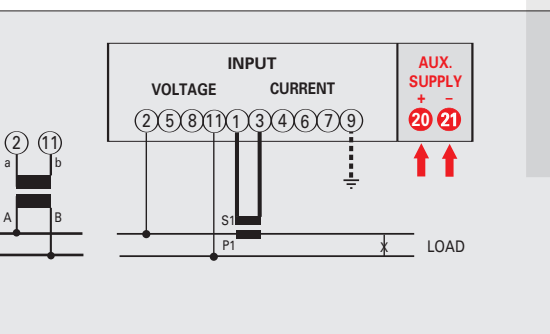 INPUT
AUX.
SUPPLY
VOLTAGE CURRENT
+ –
2 5 8 11 1 3 4 6 7 9
20 21
2 11
a b
A B
S1
P1
x LOAD